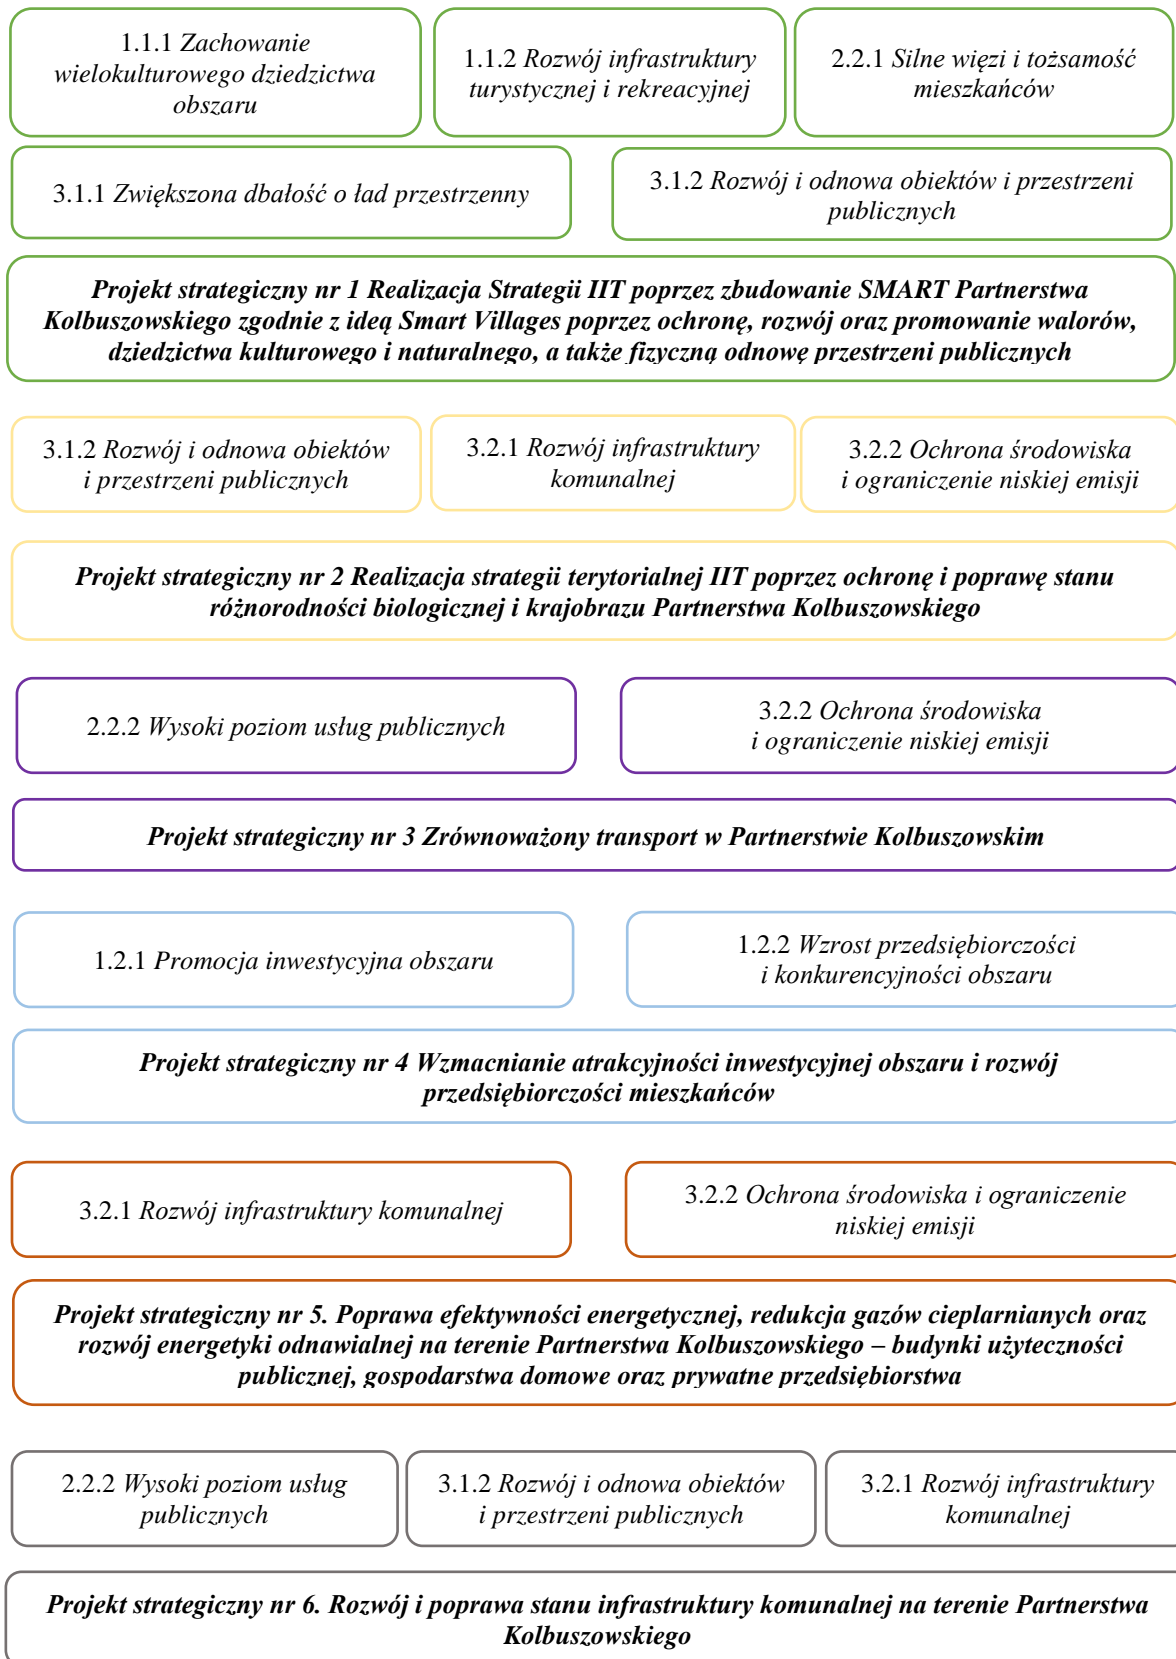 1.1.1 Zachowanie
wielokulturowego dziedzictwa
obszaru
1.1.2 Rozwój infrastruktury
turystycznej i rekreacyjnej
2.2.1 Silne więzi i tożsamość
mieszkańców
3.1.1 Zwiększona dbałość o ład przestrzenny
3.1.2 Rozwój i odnowa obiektów i przestrzeni
publicznych
Projekt strategiczny nr 1 Realizacja Strategii IIT poprzez zbudowanie SMART Partnerstwa
Kolbuszowskiego zgodnie z ideą Smart Villages poprzez ochronę, rozwój oraz promowanie walorów,
dziedzictwa kulturowego i naturalnego, a także fizyczną odnowę przestrzeni publicznych
3.1.2 Rozwój i odnowa obiektów
i przestrzeni publicznych
3.2.1 Rozwój infrastruktury
komunalnej
3.2.2 Ochrona środowiska
i ograniczenie niskiej emisji
Projekt strategiczny nr 2 Realizacja strategii terytorialnej IIT poprzez ochronę i poprawę stanu
różnorodności biologicznej i krajobrazu Partnerstwa Kolbuszowskiego
2.2.2 Wysoki poziom usług publicznych
3.2.2 Ochrona środowiska
i ograniczenie niskiej emisji
Projekt strategiczny nr 3 Zrównoważony transport w Partnerstwie Kolbuszowskim
1.2.1 Promocja inwestycyjna obszaru
1.2.2 Wzrost przedsiębiorczości
i konkurencyjności obszaru
Projekt strategiczny nr 4 Wzmacnianie atrakcyjności inwestycyjnej obszaru i rozwój
przedsiębiorczości mieszkańców
3.2.1 Rozwój infrastruktury komunalnej
3.2.2 Ochrona środowiska i ograniczenie
niskiej emisji
Projekt strategiczny nr 5. Poprawa efektywności energetycznej, redukcja gazów cieplarnianych oraz
rozwój energetyki odnawialnej na terenie Partnerstwa Kolbuszowskiego – budynki użyteczności
publicznej, gospodarstwa domowe oraz prywatne przedsiębiorstwa
2.2.2 Wysoki poziom usług
publicznych
3.1.2 Rozwój i odnowa obiektów
i przestrzeni publicznych
3.2.1 Rozwój infrastruktury
komunalnej
Projekt strategiczny nr 6. Rozwój i poprawa stanu infrastruktury komunalnej na terenie Partnerstwa
Kolbuszowskiego